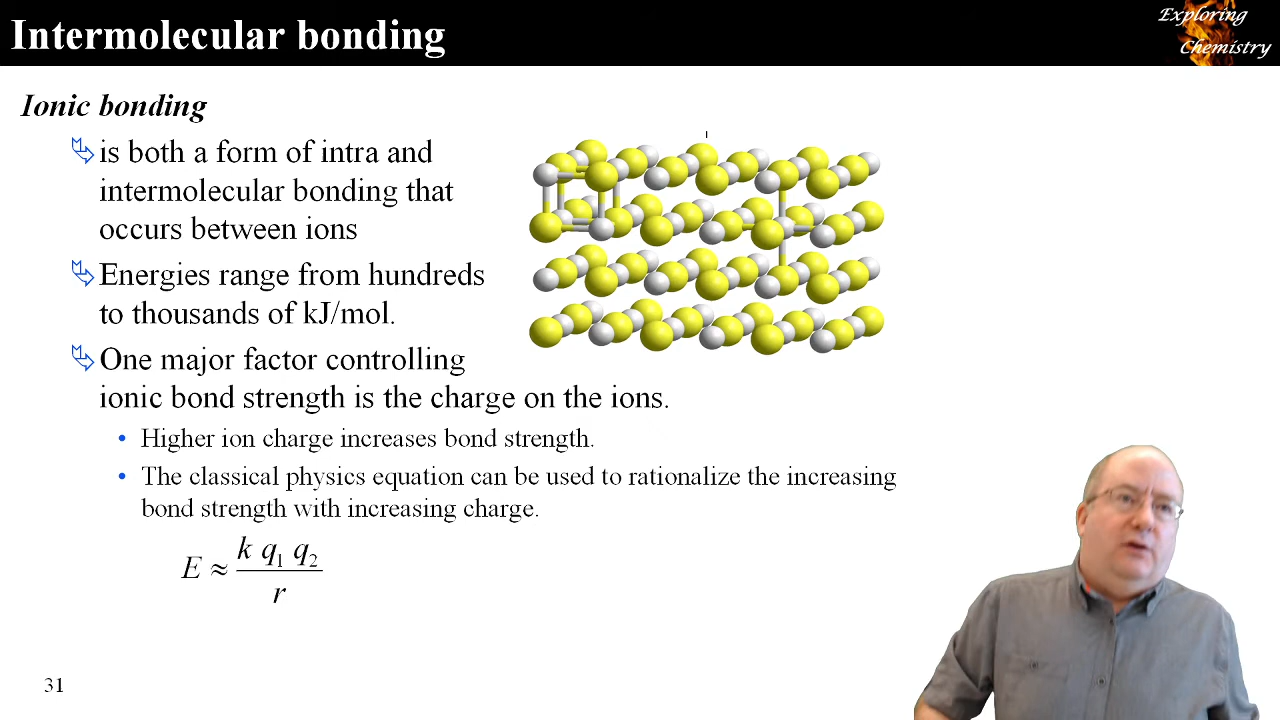 Intermolecular bonding
Exploring
Chemistry
Ionic bonding
is both a form of intra and
intermolecular bonding that
occurs between ions
Energies range from hundreds
to thousands of kJ/mol.
One major factor controlling
ionic bond strength is the charge on the ions.
• Higher ion charge increases bond strength.
• The classical physics equation can be used to rationalize the increasing
bond strength with increasing charge.
E ≈ k q₁ q₂ / r
31